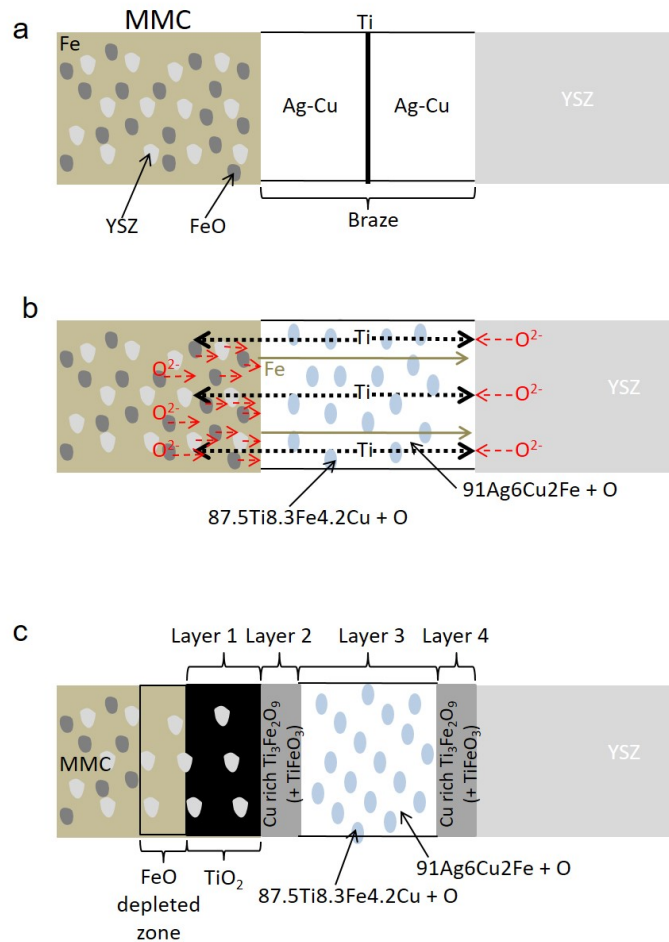 a
MMC
Ti
Fe
Ag-Cu
Ag-Cu
YSZ
YSZ
FeO
Braze
b
Ti
O²⁻
O²⁻
Fe
YSZ
O²⁻
Ti
O²⁻
O²⁻
O²⁻
Ti
O²⁻
91Ag6Cu2Fe + O
87.5Ti8.3Fe4.2Cu + O
c
Layer 1
Layer 2
Layer 3
Layer 4
MMC
Cu rich Ti₃Fe₂O₉
(+ TiFeO₃)
Cu rich Ti₃Fe₂O₉
(+ TiFeO₃)
YSZ
FeO
depleted
zone
TiO₂
91Ag6Cu2Fe + O
87.5Ti8.3Fe4.2Cu + O